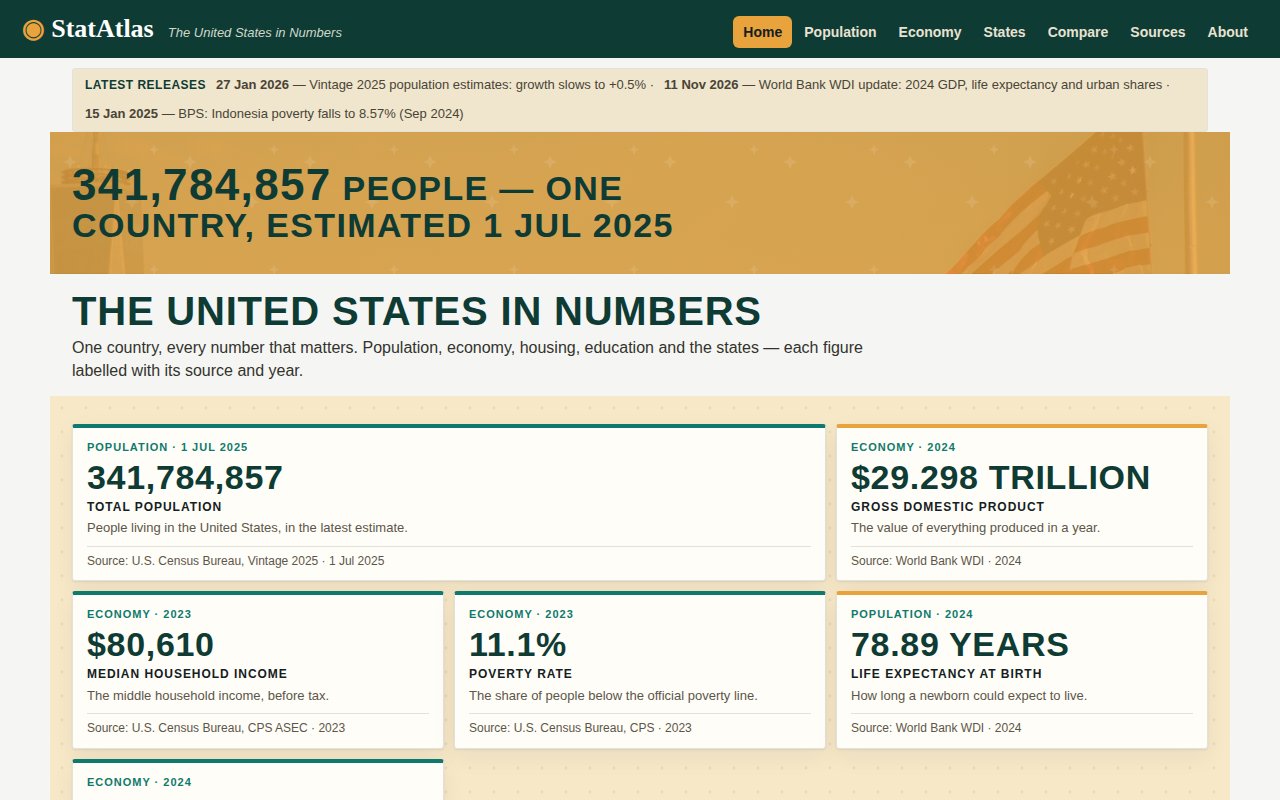 StatAtlas The United States in Numbers
Home Population Economy States Compare Sources About
LATEST RELEASES 27 Jan 2026 — Vintage 2025 population estimates: growth slows to +0.5% · 11 Nov 2026 — World Bank WDI update: 2024 GDP, life expectancy and urban shares ·
15 Jan 2025 — BPS: Indonesia poverty falls to 8.57% (Sep 2024)
341,784,857 PEOPLE — ONE
COUNTRY, ESTIMATED 1 JUL 2025
THE UNITED STATES IN NUMBERS
One country, every number that matters. Population, economy, housing, education and the states — each figure
labelled with its source and year.
POPULATION · 1 JUL 2025
341,784,857
TOTAL POPULATION
People living in the United States, in the latest estimate.
Source: U.S. Census Bureau, Vintage 2025 · 1 Jul 2025
ECONOMY · 2024
$29.298 TRILLION
GROSS DOMESTIC PRODUCT
The value of everything produced in a year.
Source: World Bank WDI · 2024
ECONOMY · 2023
$80,610
MEDIAN HOUSEHOLD INCOME
The middle household income, before tax.
Source: U.S. Census Bureau, CPS ASEC · 2023
ECONOMY · 2023
11.1%
POVERTY RATE
The share of people below the official poverty line.
Source: U.S. Census Bureau, CPS · 2023
POPULATION · 2024
78.89 YEARS
LIFE EXPECTANCY AT BIRTH
How long a newborn could expect to live.
Source: World Bank WDI · 2024
ECONOMY · 2024